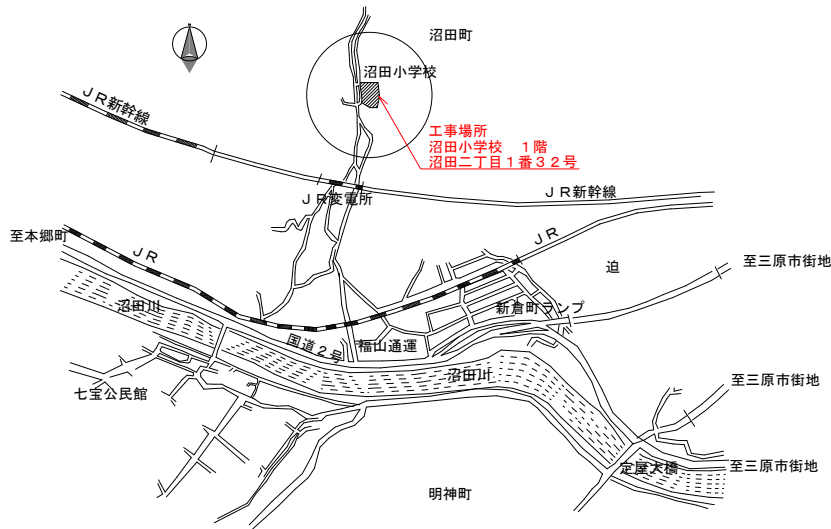 沼田町
沼田小学校
ＪＲ新幹線
工事場所
沼田小学校　１階
沼田二丁目１番３２号
ＪＲ変電所
ＪＲ新幹線
至本郷町
ＪＲ
ＪＲ
迫
至三原市街地
沼田川
新倉町ランプ
国道２号
福山通運
沼田川
至三原市街地
七宝公民館
定屋大橋
至三原市街地
明神町